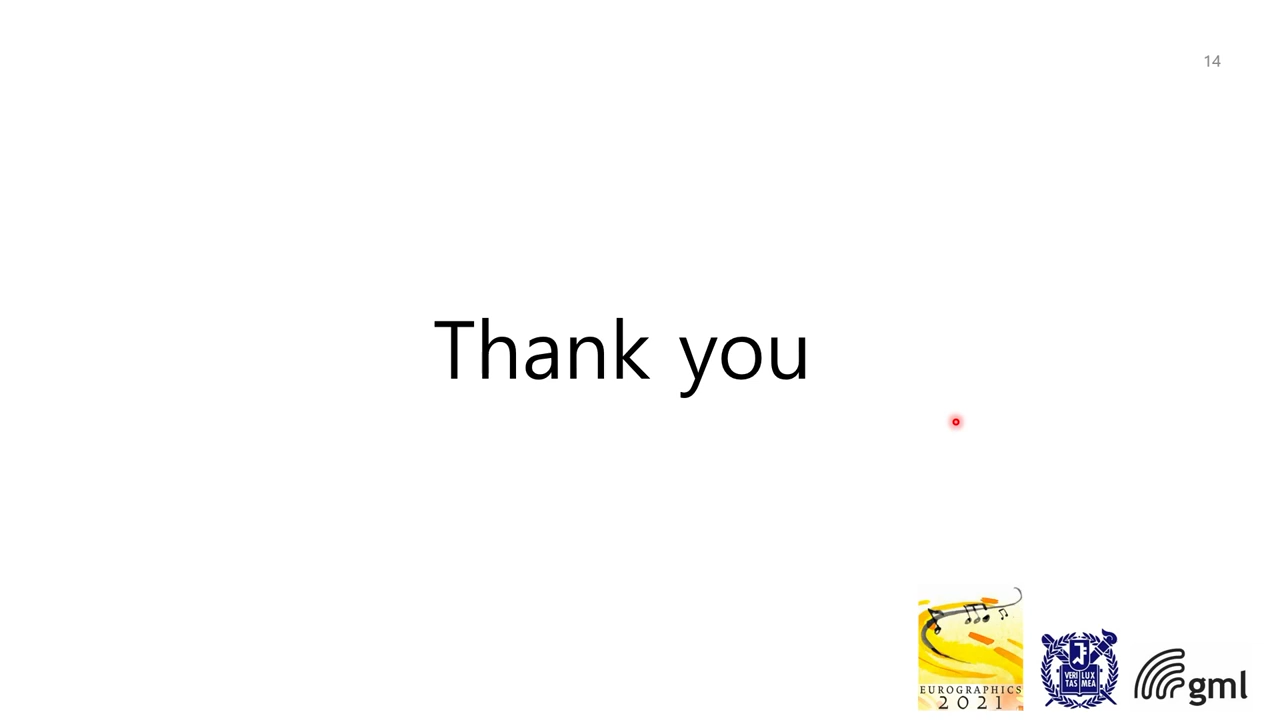 14
Thank you
EUROGRAPHICS
2021
VERI LUX
TAS MEA
gml